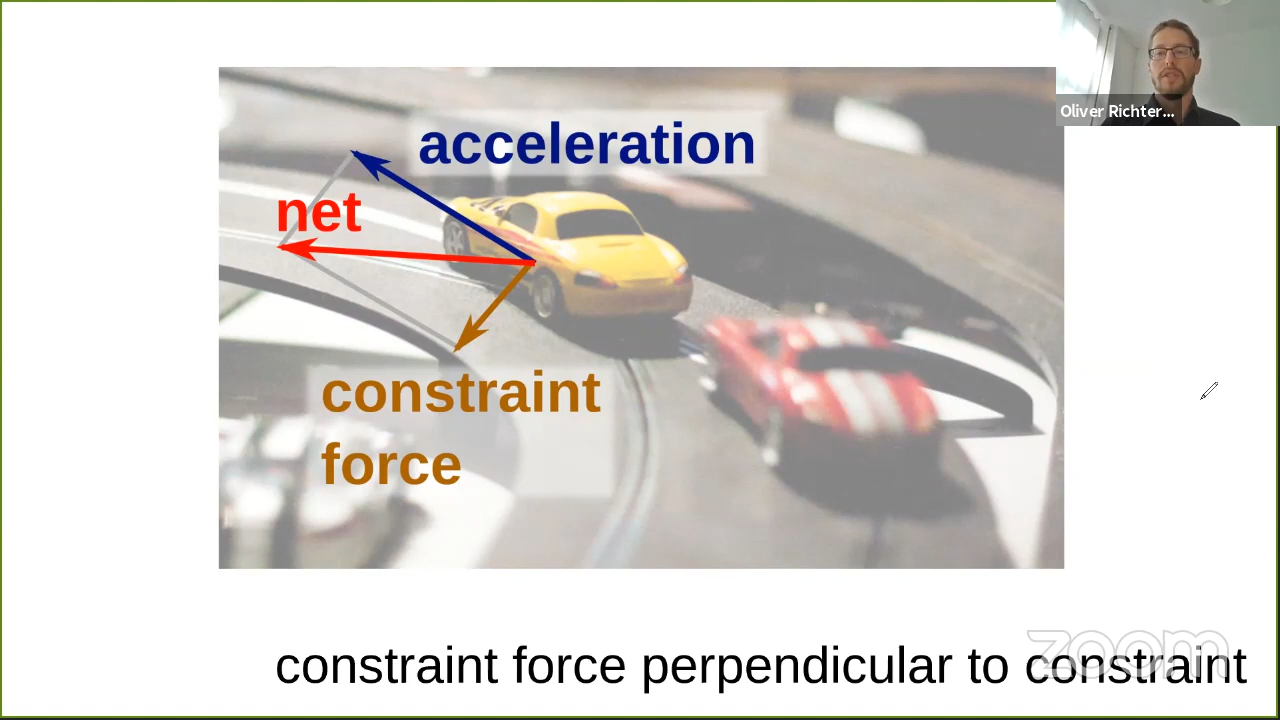 Oliver Richter...
acceleration
net
constraint
force
zoom
constraint force perpendicular to constraint